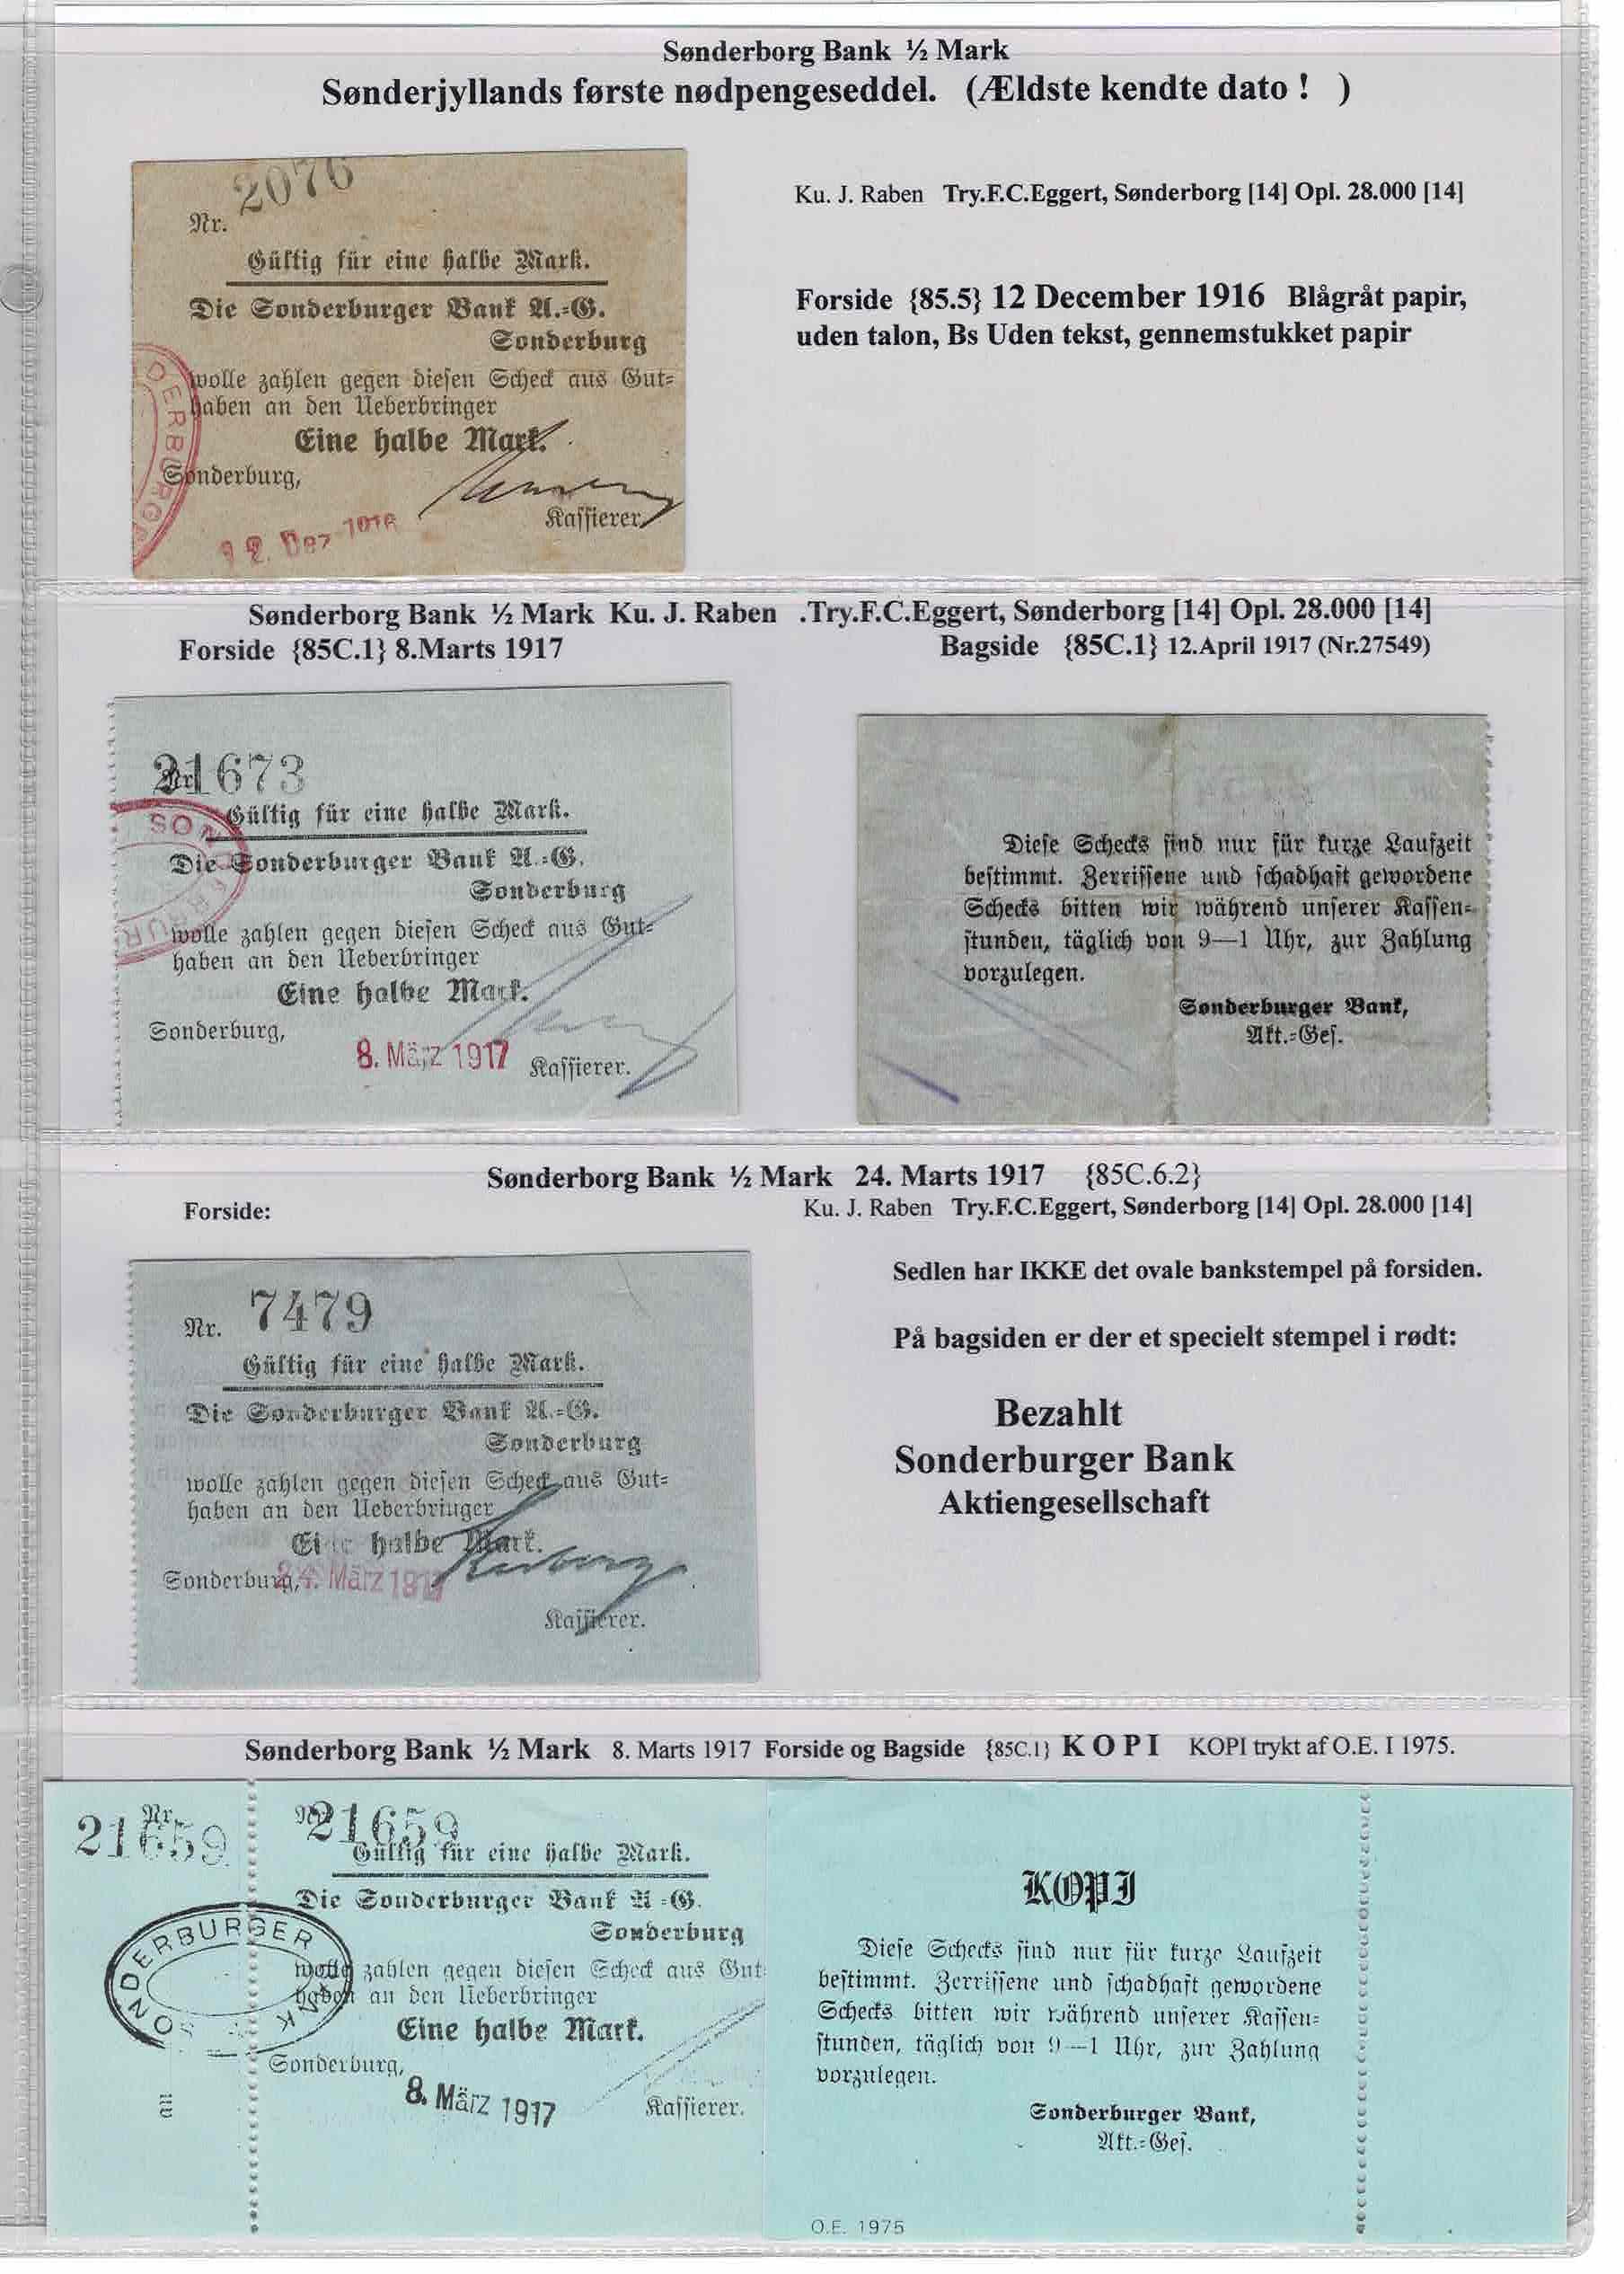 Sønderborg Bank ½ Mark
Sønderjyllands første nødpengeseddel. (Ældste kendte dato ! )
2076
Nr.
Gültig für eine halbe Mark.
Die Sonderburger Bank A.=G.
Sonderburg
wolle zahlen gegen diesen Scheck aus Gut=
haben an den Ueberbringer
Eine halbe Mark.
Sonderburg,
12. Dez 1916
Kassierer.
Ku. J. Raben Try.F.C.Eggert, Sønderborg [14] Opl. 28.000 [14]
Forside {85.5} 12 December 1916 Blågråt papir,
uden talon, Bs Uden tekst, gennemstukket papir
Sønderborg Bank ½ Mark Ku. J. Raben .Try.F.C.Eggert, Sønderborg [14] Opl. 28.000 [14]
Forside {85C.1} 8.Marts 1917
Bagside {85C.1} 12.April 1917 (Nr.27549)
Nr. 21673
Gültig für eine halbe Mark.
Die Sonderburger Bank A.=G.
Sonderburg
wolle zahlen gegen diesen Scheck aus Gut=
haben an den Ueberbringer
Eine halbe Mark.
Sonderburg,
8. März 1917
Kassierer.
Diese Schecks sind nur für kurze Laufzeit
bestimmt. Zerrissene und schadhaft gewordene
Schecks bitten wir während unserer Kassen=
stunden, täglich von 9—1 Uhr, zur Zahlung
vorzulegen.
Sonderburger Bank,
Akt.=Ges.
Sønderborg Bank ½ Mark 24. Marts 1917 {85C.6.2}
Forside:
Ku. J. Raben Try.F.C.Eggert, Sønderborg [14] Opl. 28.000 [14]
Nr. 7479
Gültig für eine halbe Mark.
Die Sonderburger Bank A.=G.
Sonderburg
wolle zahlen gegen diesen Scheck aus Gut=
haben an den Ueberbringer
Eine halbe Mark.
Sonderburg, 24. März 1917
Kassierer.
Sedlen har IKKE det ovale bankstempel på forsiden.
På bagsiden er der et specielt stempel i rødt:
Bezahlt
Sonderburger Bank
Aktiengesellschaft
Sønderborg Bank ½ Mark 8. Marts 1917 Forside og Bagside {85C.1} K O P I KOPI trykt af O.E. I 1975.
Nr. 21659
SONDERBURGER BANK
Nr. 21659
Gültig für eine halbe Mark.
Die Sonderburger Bank A=G.
Sonderburg
wolle zahlen gegen diesen Scheck aus Gut
haben an den Ueberbringer
Eine halbe Mark.
Sonderburg,
8. März 1917
Kassierer.
KOPI
Diese Schecks sind nur für kurze Laufzeit
bestimmt. Zerrissene und schadhaft gewordene
Schecks bitten wir während unserer Kassen=
stunden, täglich von 9—1 Uhr, zur Zahlung
vorzulegen.
Sonderburger Bank,
Akt.=Ges.
O.E. 1975